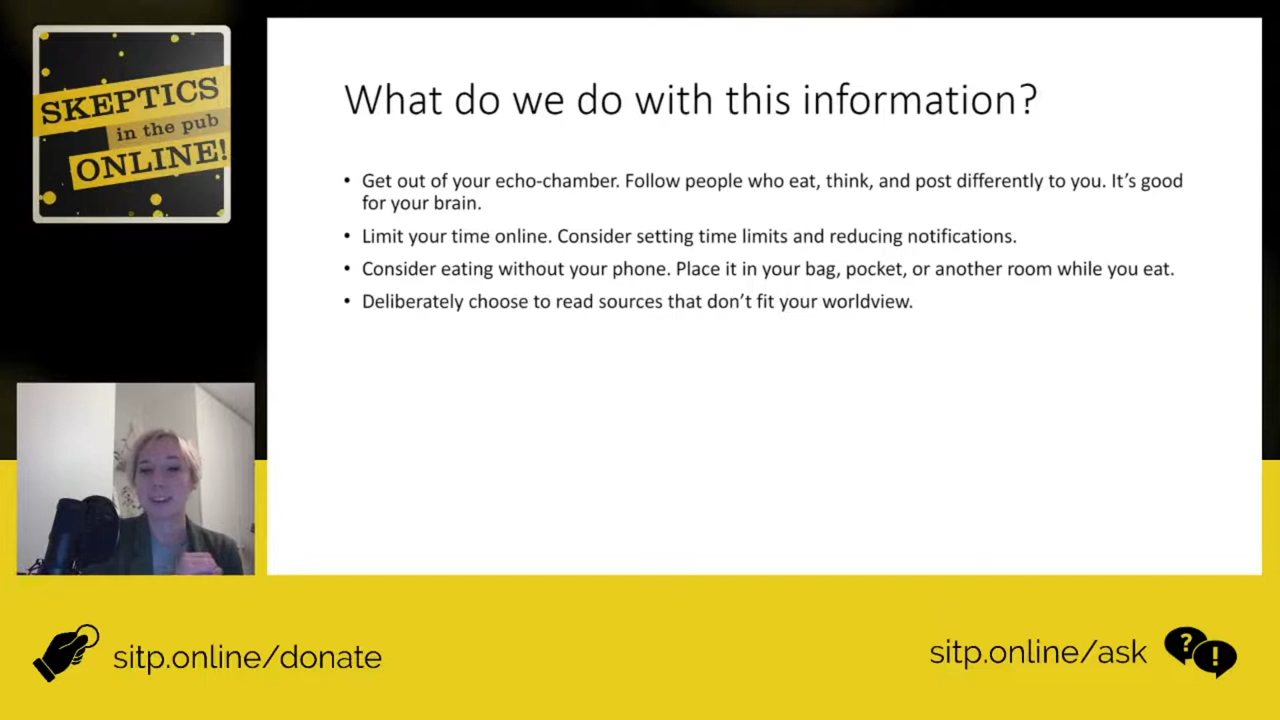 SKEPTICS
in the pub
ONLINE!
What do we do with this information?
• Get out of your echo-chamber. Follow people who eat, think, and post differently to you. It’s good
for your brain.
• Limit your time online. Consider setting time limits and reducing notifications.
• Consider eating without your phone. Place it in your bag, pocket, or another room while you eat.
• Deliberately choose to read sources that don’t fit your worldview.
sitp.online/donate
sitp.online/ask
? !